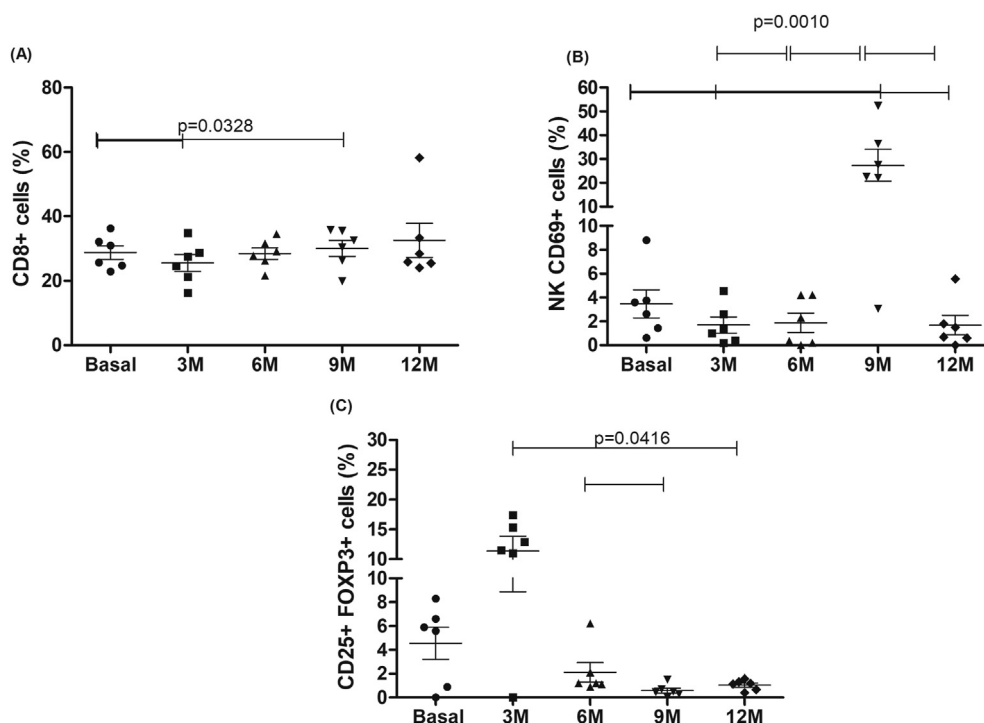 p=0.0010
(A)
(B)
80
60
40
20
0
CD8+ cells (%)
p=0.0328
Basal 3M 6M 9M 12M
60
50
40
30
20
10
8
6
4
2
0
NK CD69+ cells (%)
Basal 3M 6M 9M 12M
(C)
30
25
20
15
10
8
6
4
2
0
CD25+ FOXP3+ cells (%)
p=0.0416
Basal 3M 6M 9M 12M